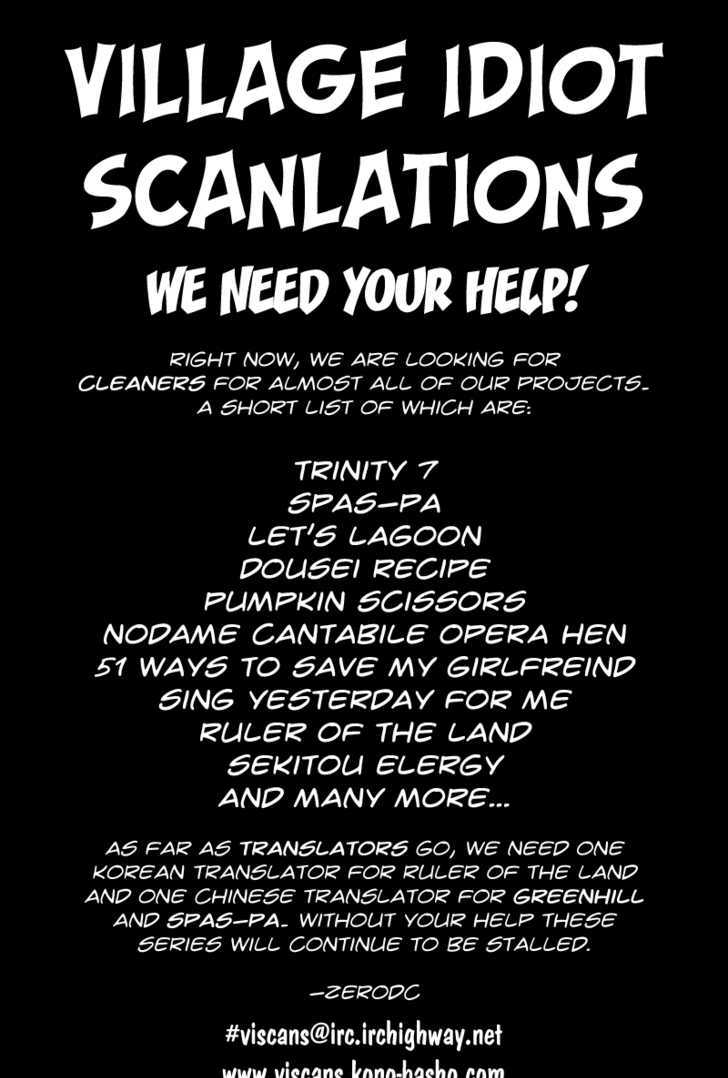 VILLAGE IDIOT
SCANLATIONS
WE NEED YOUR HELP!
RIGHT NOW, WE ARE LOOKING FOR
CLEANERS FOR ALMOST ALL OF OUR PROJECTS.
A SHORT LIST OF WHICH ARE:
TRINITY 7
SPAS-PA
LET'S LAGOON
DOUSEI RECIPE
PUMPKIN SCISSORS
NODAME CANTABILE OPERA HEN
51 WAYS TO SAVE MY GIRLFREIND
SING YESTERDAY FOR ME
RULER OF THE LAND
SEKITOU ELERGY
AND MANY MORE...
AS FAR AS TRANSLATORS GO, WE NEED ONE
KOREAN TRANSLATOR FOR RULER OF THE LAND
AND ONE CHINESE TRANSLATOR FOR GREENHILL
AND SPAS-PA. WITHOUT YOUR HELP THESE
SERIES WILL CONTINUE TO BE STALLED.
-ZERODC
#viscans@irc.irchighway.net
www.viscans.kono-basho.com